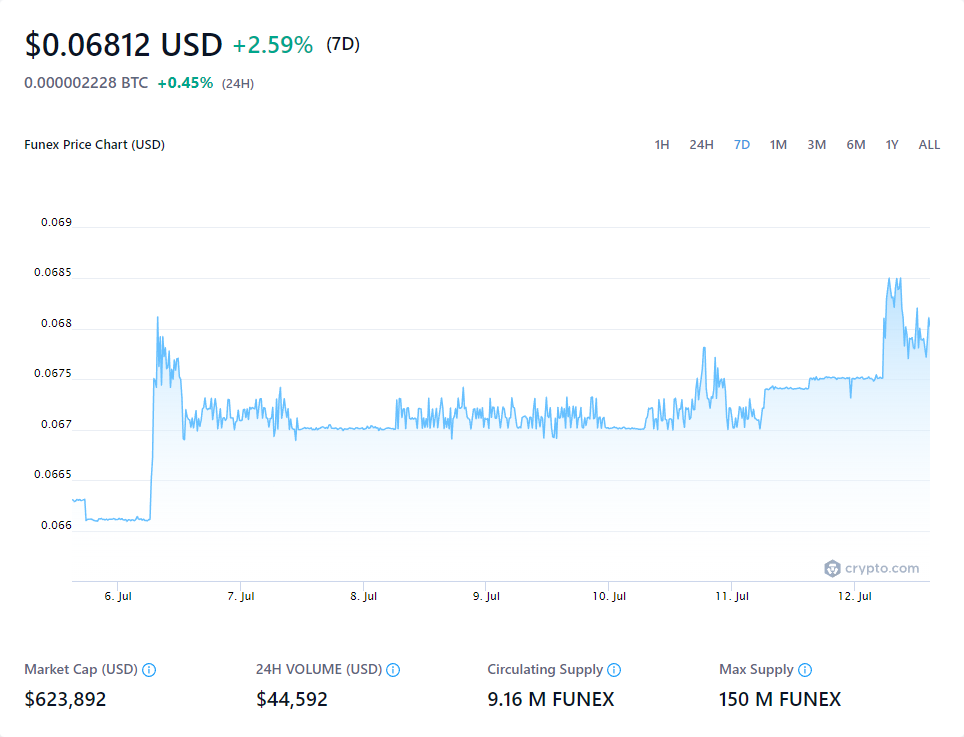 $0.06812 USD +2.59% (7D)
0.000002228 BTC +0.45% (24H)
Funex Price Chart (USD)
1H 24H 7D 1M 3M 6M 1Y ALL
0.069
0.0685
0.068
0.0675
0.067
0.0665
0.066
crypto.com
6. Jul 7. Jul 8. Jul 9. Jul 10. Jul 11. Jul 12. Jul
Market Cap (USD) 24H VOLUME (USD) Circulating Supply Max Supply
$623,892 $44,592 9.16 M FUNEX 150 M FUNEX